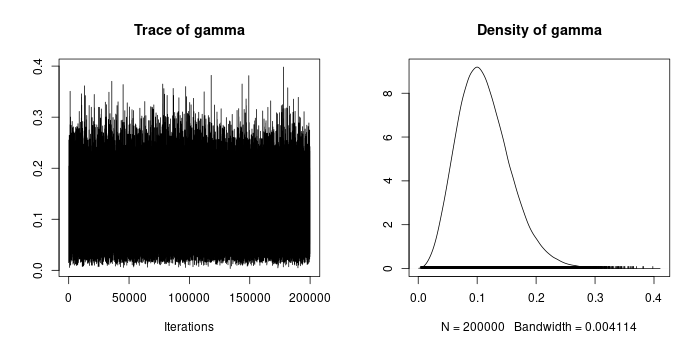 Trace of gamma
0.4
0.3
0.2
0.1
0.0
0 50000 100000 150000 200000
Iterations
Density of gamma
8
6
4
2
0
0.0 0.1 0.2 0.3 0.4
N = 200000 Bandwidth = 0.004114